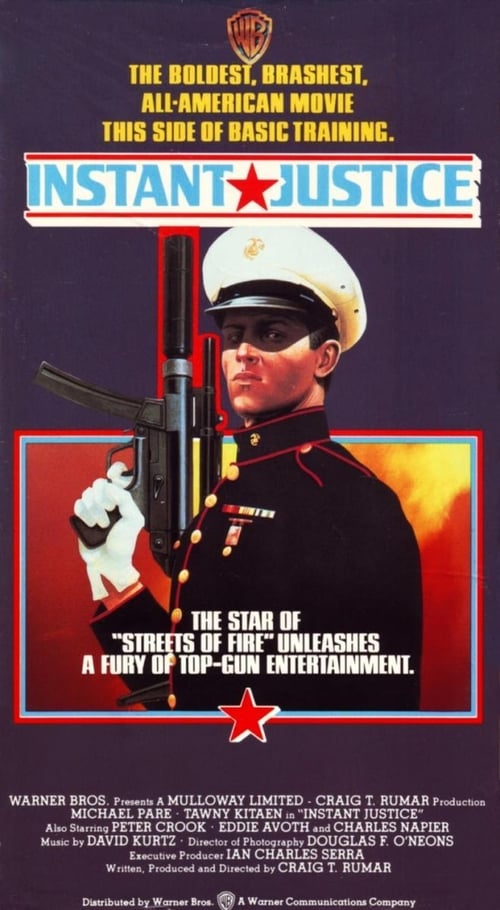 WB
THE BOLDEST, BRASHEST,
ALL-AMERICAN MOVIE
THIS SIDE OF BASIC TRAINING.
INSTANT JUSTICE
THE STAR OF
"STREETS OF FIRE" UNLEASHES
A FURY OF TOP-GUN ENTERTAINMENT.
WARNER BROS. Presents A MULLOWAY LIMITED - CRAIG T. RUMAR Production
MICHAEL PARE · TAWNY KITAEN in "INSTANT JUSTICE"
Also Starring PETER CROOK · EDDIE AVOTH and CHARLES NAPIER
Music by DAVID KURTZ · Director of Photography DOUGLAS F. O'NEONS
Executive Producer IAN CHARLES SERRA
Written, Produced and Directed by CRAIG T. RUMAR
Distributed by Warner Bros. WB A Warner Communications Company